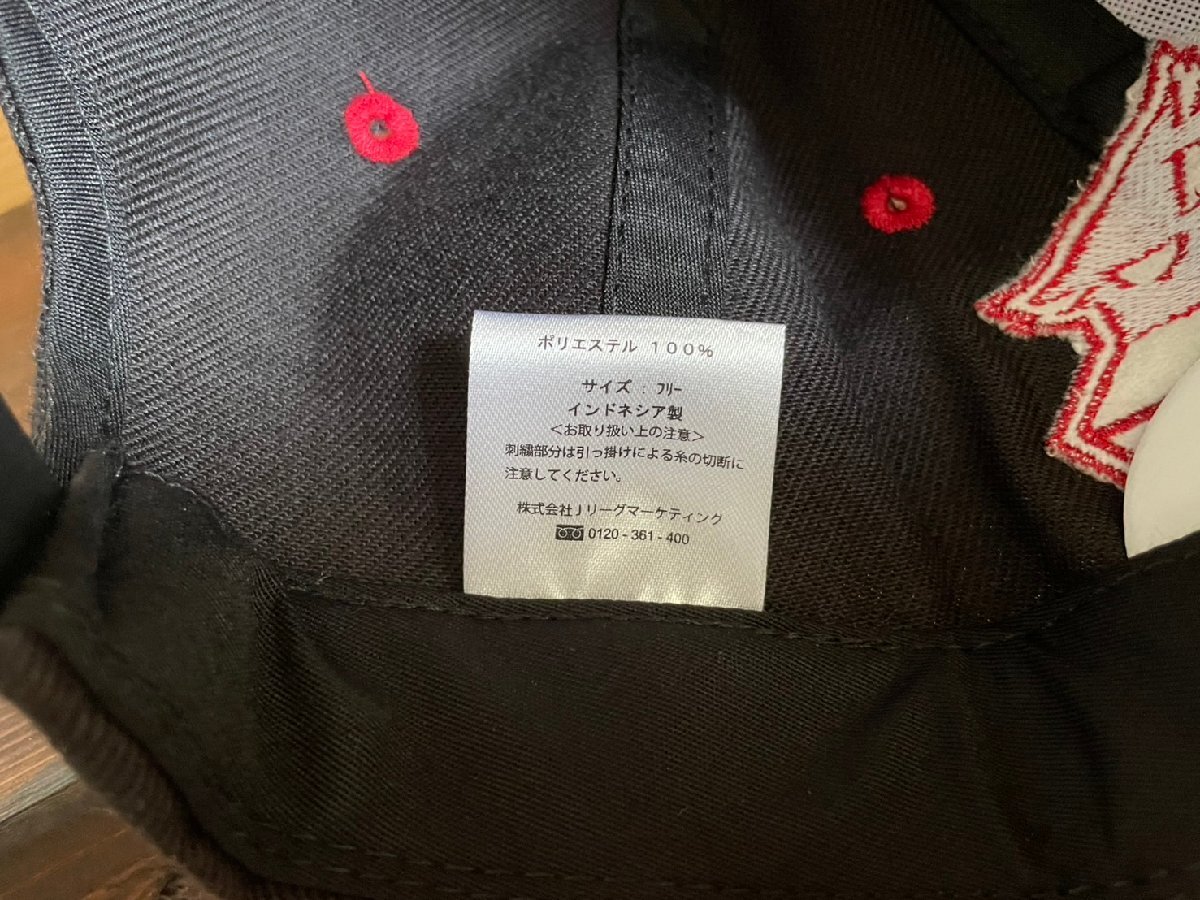 ポリエステル 100%
サイズ : フリー
インドネシア製
＜お取り扱い上の注意＞
刺繍部分は引っ掛けによる糸の切断に
注意してください。
株式会社Jリーグマーケティング
0120-361-400